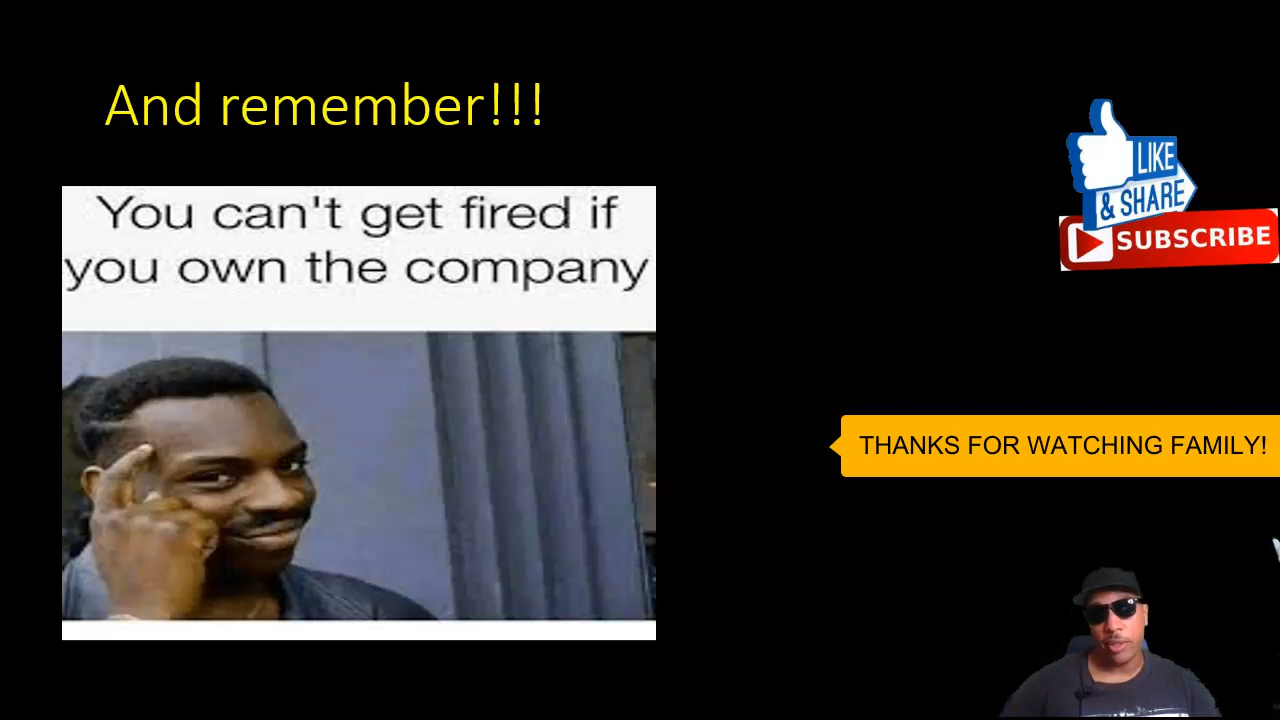 And remember!!!
You can't get fired if
you own the company
LIKE
& SHARE
SUBSCRIBE
THANKS FOR WATCHING FAMILY!